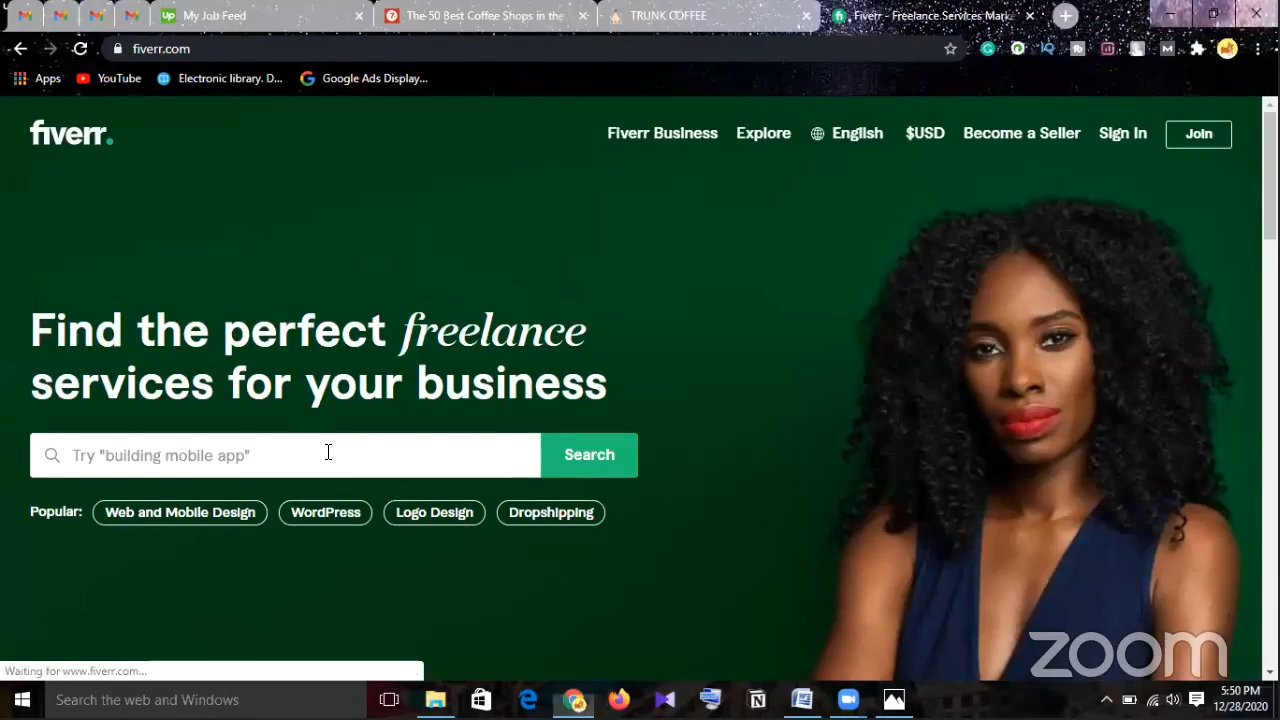 My Job Feed
The 50 Best Coffee Shops in the
TRUNK COFFEE
Fiverr - Freelance Services Mark
fiverr.com
Apps
YouTube
Electronic library. D...
Google Ads Display...
fiverr.
Fiverr Business
Explore
English
$USD
Become a Seller
Sign In
Join
Find the perfect freelance
services for your business
Try "building mobile app"
Search
Popular:
Web and Mobile Design
WordPress
Logo Design
Dropshipping
zoom
Waiting for www.fiverr.com...
Search the web and Windows
5:50 PM
12/28/2020